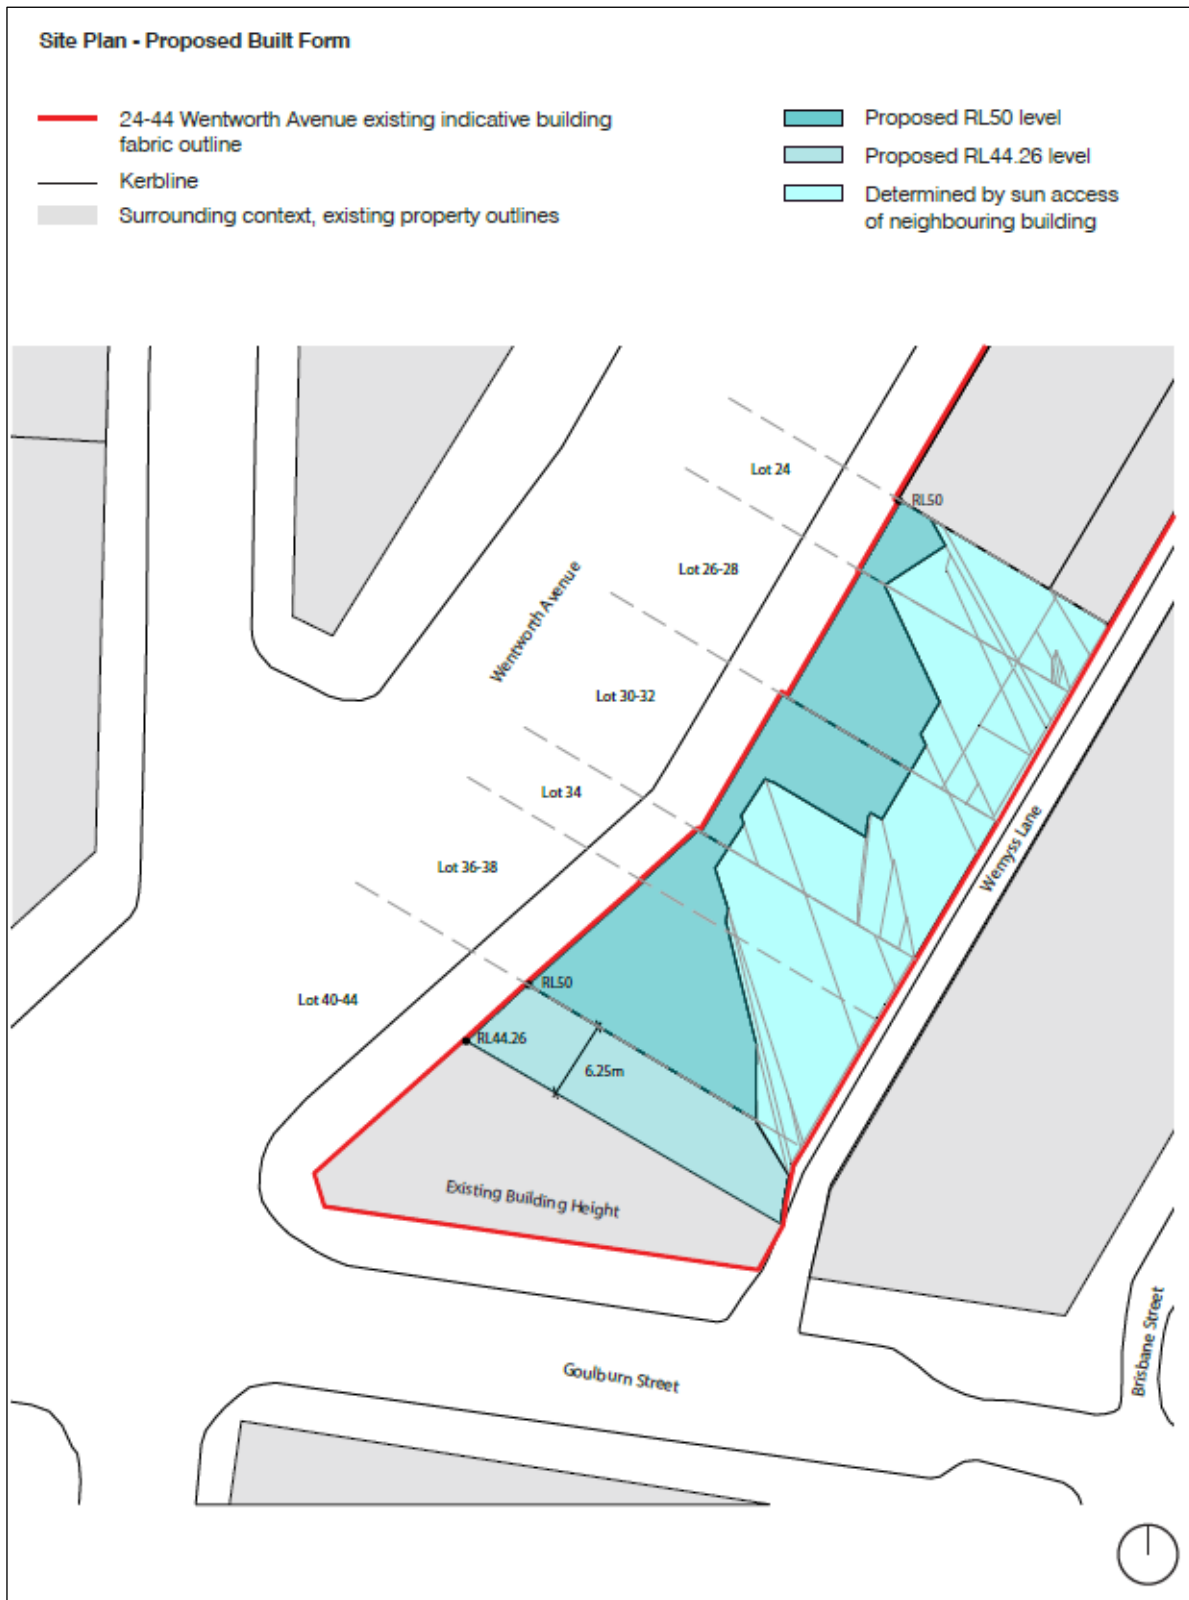 Site Plan - Proposed Built Form
24-44 Wentworth Avenue existing indicative building
fabric outline
Kerbline
Surrounding context, existing property outlines
Proposed RL50 level
Proposed RL44.26 level
Determined by sun access
of neighbouring building
Lot 24
RL50
Lot 26-28
Wentworth Avenue
Lot 30-32
Lot 34
Wemyss Lane
Lot 36-38
RL50
Lot 40-44
RL44.26
6.25m
Existing Building Height
Brisbane Street
Goulburn Street